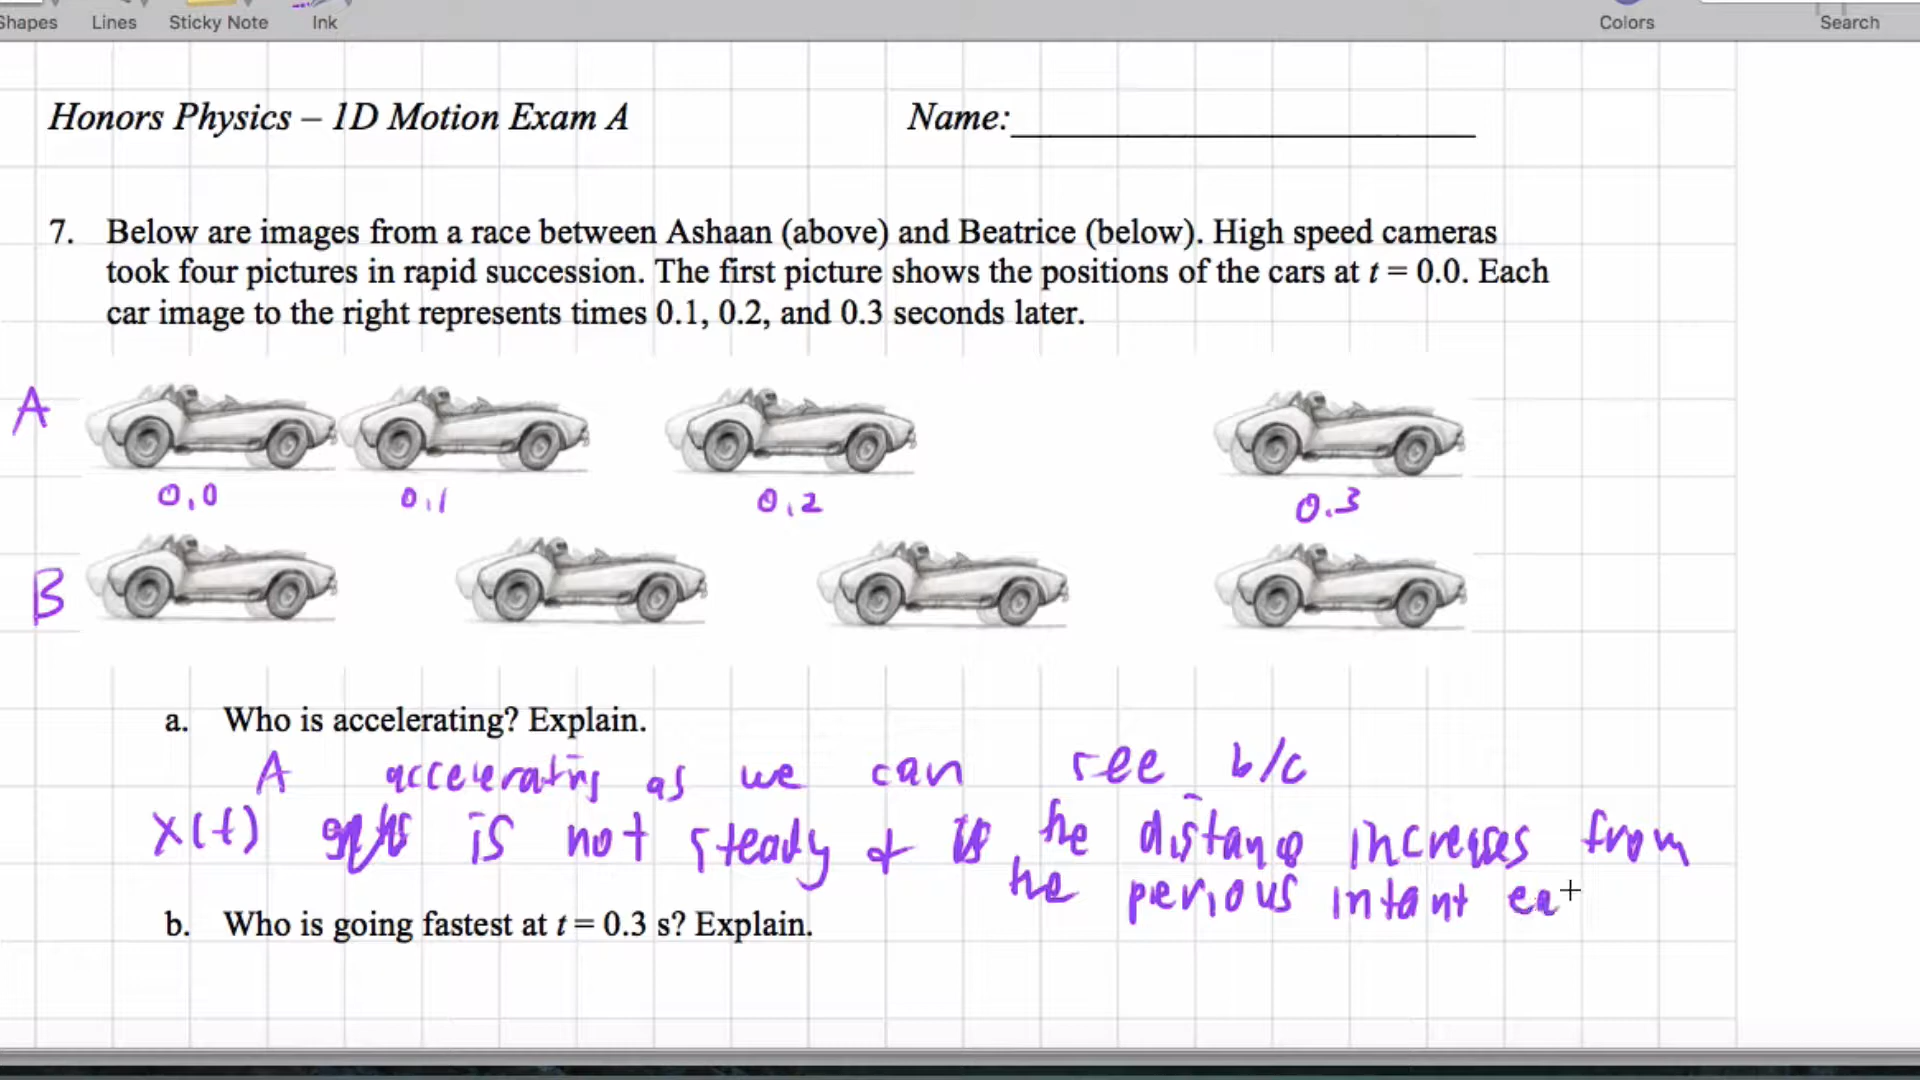 Shapes Lines Sticky Note Ink Colors Search
Honors Physics – 1D Motion Exam A Name:
7. Below are images from a race between Ashaan (above) and Beatrice (below). High speed cameras
took four pictures in rapid succession. The first picture shows the positions of the cars at t = 0.0. Each
car image to the right represents times 0.1, 0.2, and 0.3 seconds later.
A
0.0 0.1 0.2 0.3
B
a. Who is accelerating? Explain.
A accelerating as we can see b/c
x(t) is not steady + the distance increases from
the perious intant ea
b. Who is going fastest at t = 0.3 s? Explain.